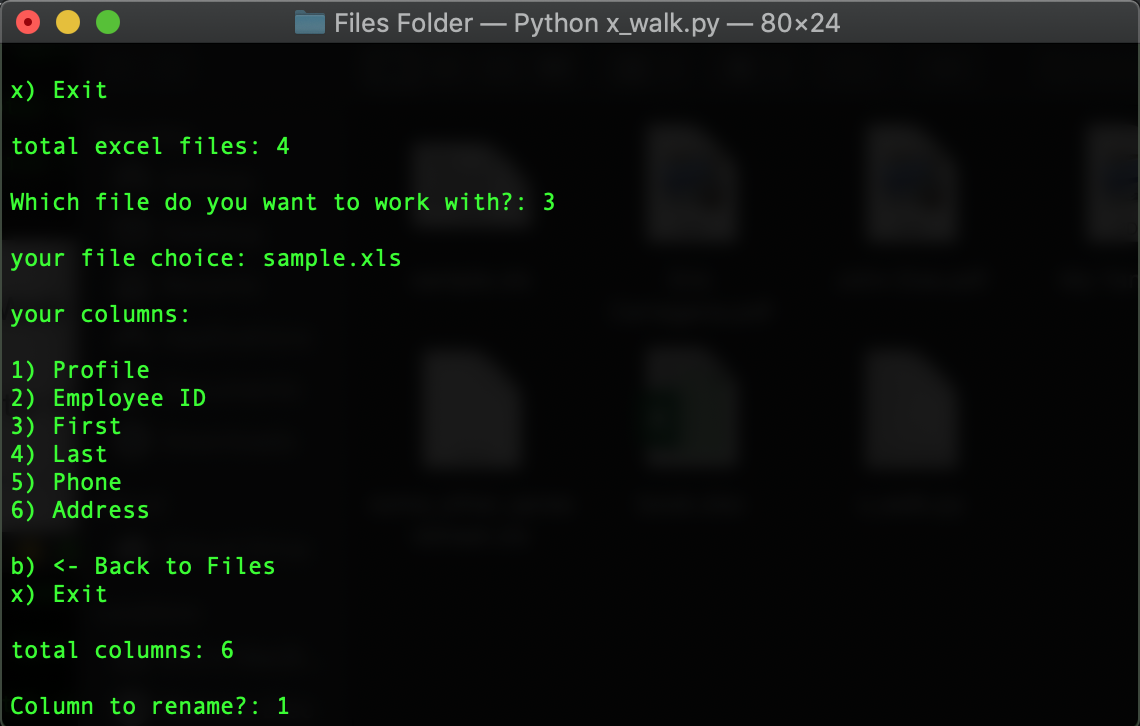 Files Folder — Python x_walk.py — 80×24
x) Exit
total excel files: 4
Which file do you want to work with?: 3
your file choice: sample.xls
your columns:
1) Profile
2) Employee ID
3) First
4) Last
5) Phone
6) Address
b) <- Back to Files
x) Exit
total columns: 6
Column to rename?: 1